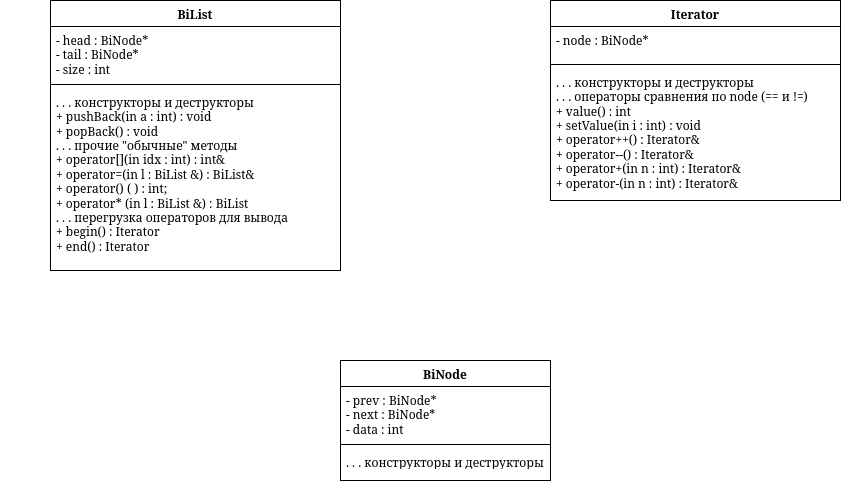 BiList
- head : BiNode*
- tail : BiNode*
- size : int
. . . конструкторы и деструкторы
+ pushBack(in a : int) : void
+ popBack() : void
. . . прочие "обычные" методы
+ operator[](in idx : int) : int&
+ operator=(in l : BiList &) : BiList&
+ operator() ( ) : int;
+ operator* (in l : BiList &) : BiList
. . . перегрузка операторов для вывода
+ begin() : Iterator
+ end() : Iterator
Iterator
- node : BiNode*
. . . конструкторы и деструкторы
. . . операторы сравнения по node (== и !=)
+ value() : int
+ setValue(in i : int) : void
+ operator++() : Iterator&
+ operator--() : Iterator&
+ operator+(in n : int) : Iterator&
+ operator-(in n : int) : Iterator&
BiNode
- prev : BiNode*
- next : BiNode*
- data : int
. . . конструкторы и деструкторы